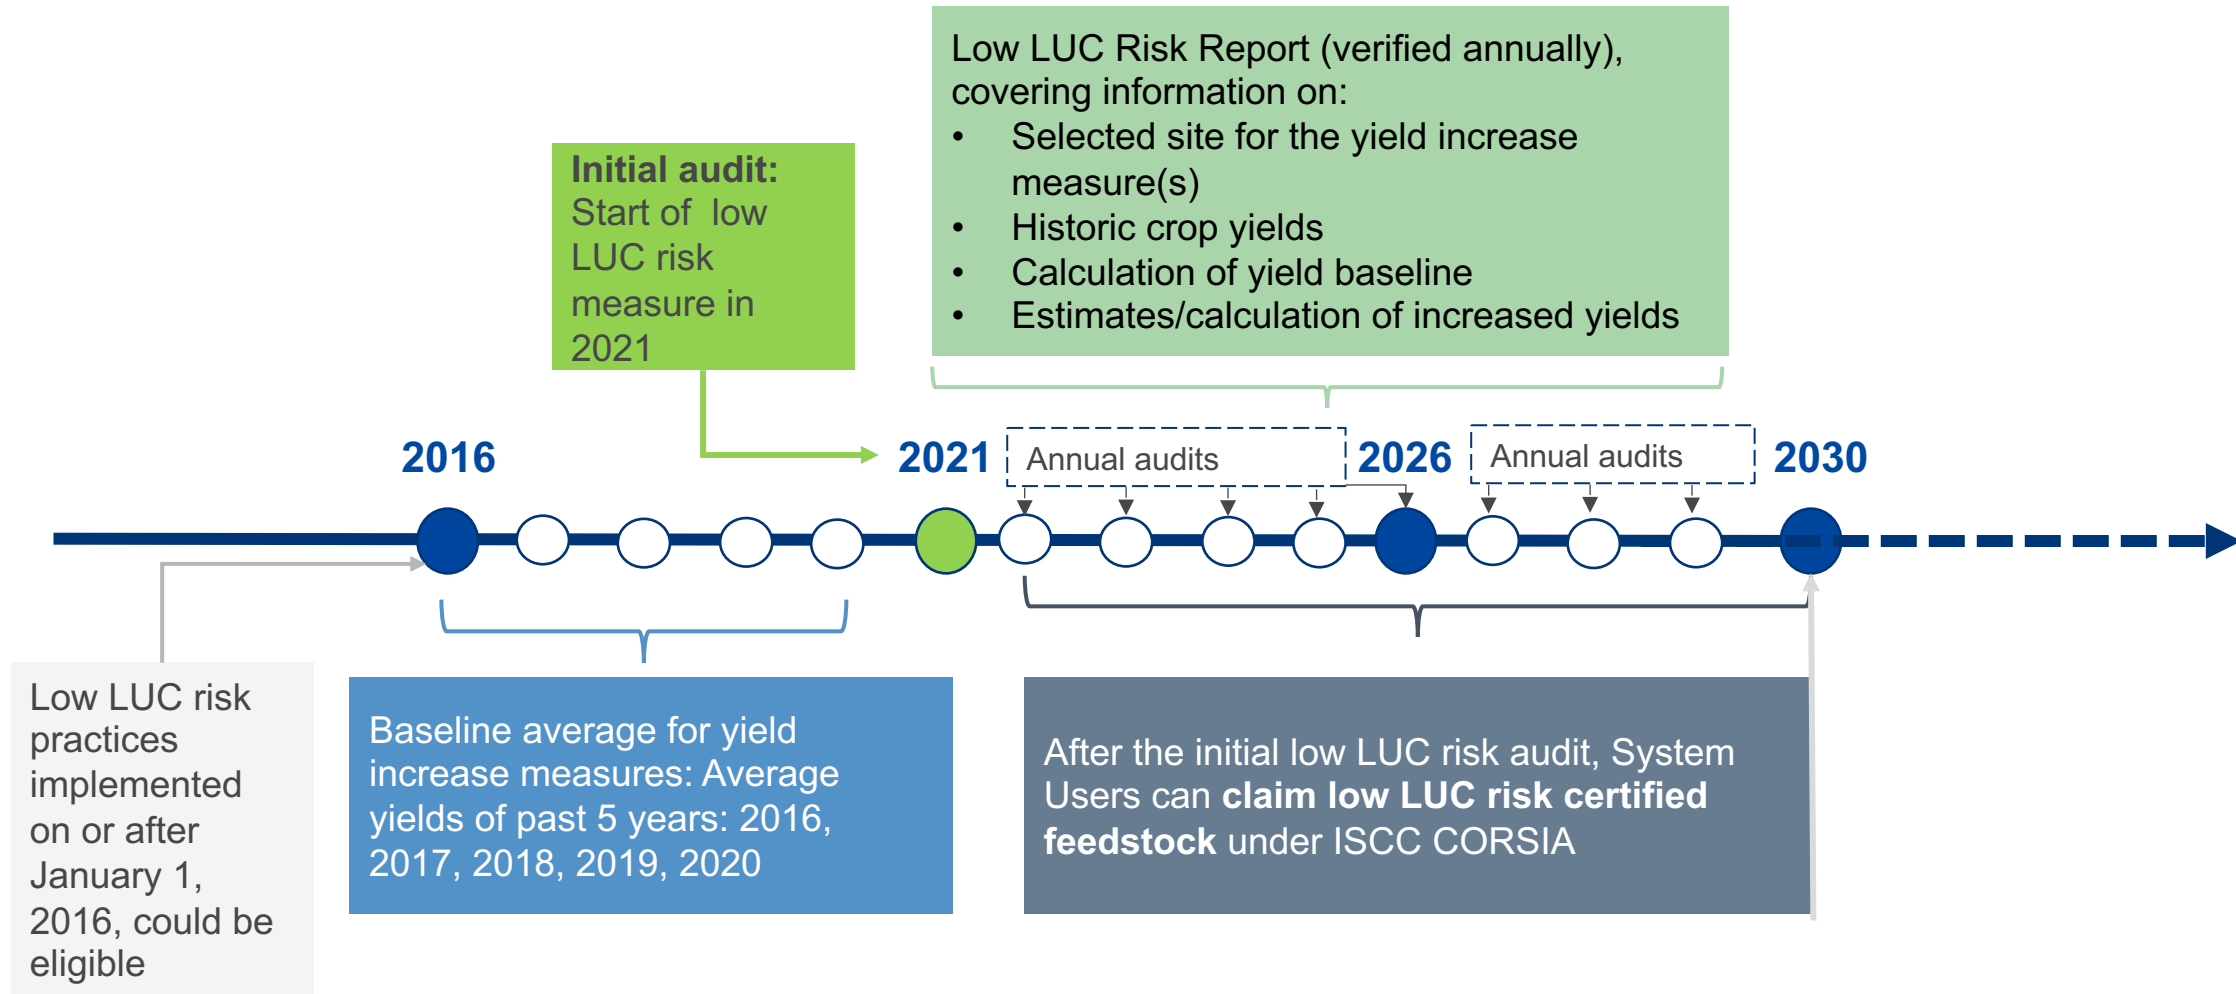 Low LUC Risk Report (verified annually),
covering information on:
• Selected site for the yield increase
measure(s)
• Historic crop yields
• Calculation of yield baseline
• Estimates/calculation of increased yields
Initial audit:
Start of low
LUC risk
measure in
2021
2016
2021
Annual audits
2026
Annual audits
2030
Low LUC risk
practices
implemented
on or after
January 1,
2016, could be
eligible
Baseline average for yield
increase measures: Average
yields of past 5 years: 2016,
2017, 2018, 2019, 2020
After the initial low LUC risk audit, System
Users can claim low LUC risk certified
feedstock under ISCC CORSIA